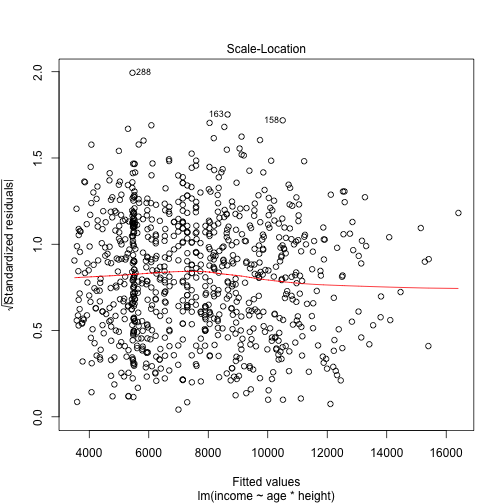 Scale-Location
√|Standardized residuals|
2.0
1.5
1.0
0.5
0.0
288
163
158
4000 6000 8000 10000 12000 14000 16000
Fitted values
lm(income ~ age * height)